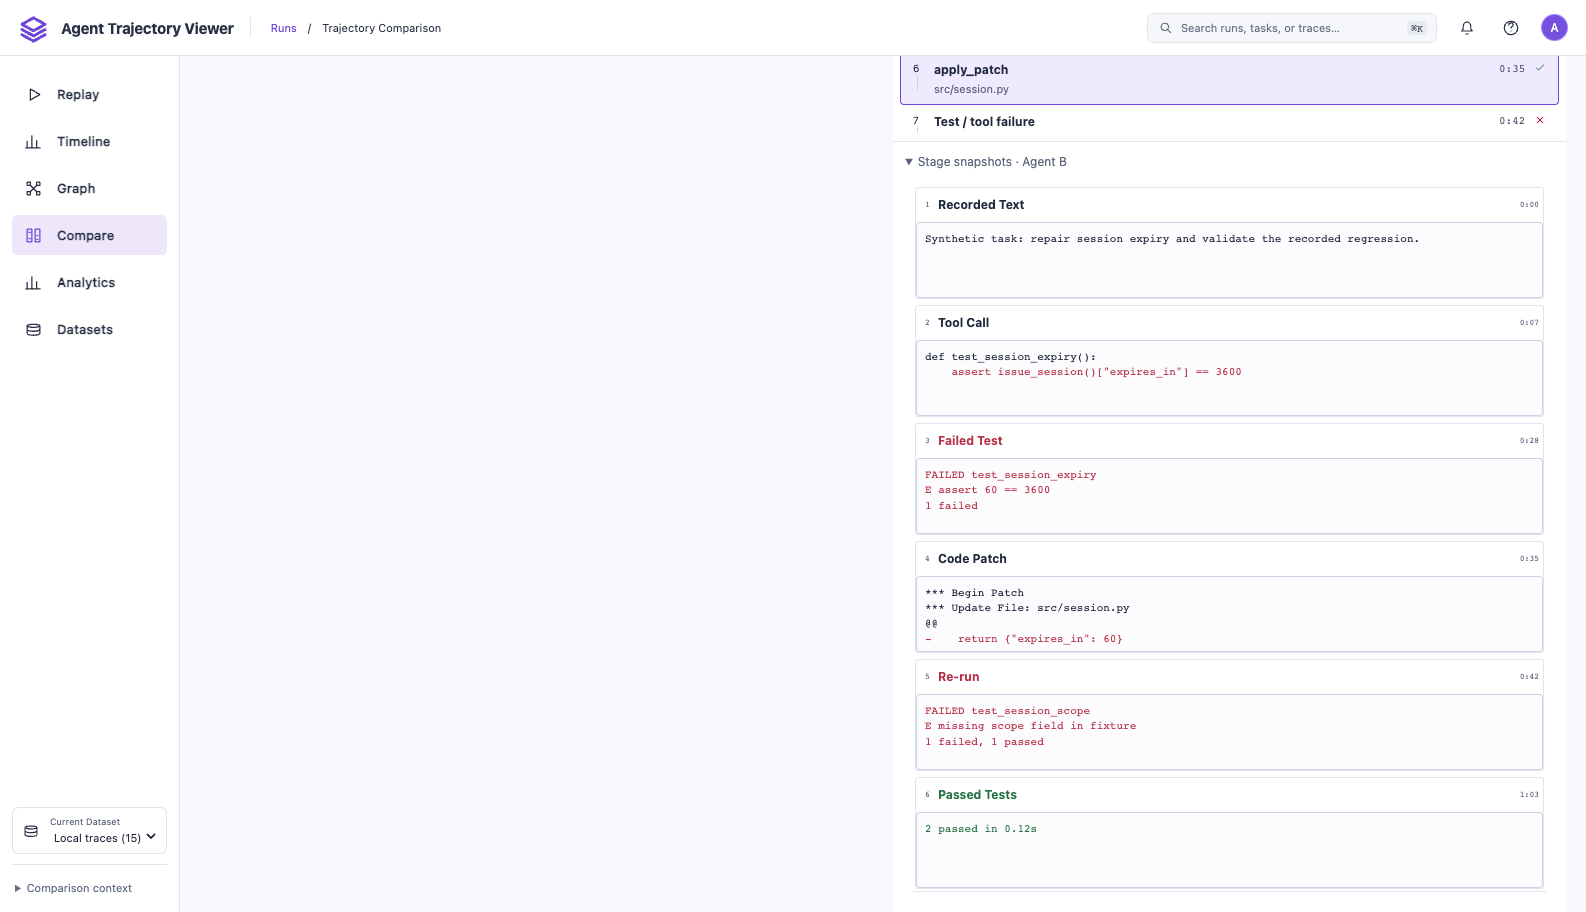 Agent Trajectory Viewer
Runs / Trajectory Comparison
Search runs, tasks, or traces...
⌘K
A
Replay
Timeline
Graph
Compare
Analytics
Datasets
Current Dataset
Local traces (15)
Comparison context
6 apply_patch 0:35
src/session.py
7 Test / tool failure 0:42
Stage snapshots · Agent B
1 Recorded Text 0:00
Synthetic task: repair session expiry and validate the recorded regression.
2 Tool Call 0:07
def test_session_expiry():
    assert issue_session()["expires_in"] == 3600
3 Failed Test 0:28
FAILED test_session_expiry
E assert 60 == 3600
1 failed
4 Code Patch 0:35
*** Begin Patch
*** Update File: src/session.py
@@
-    return {"expires_in": 60}
5 Re-run 0:42
FAILED test_session_scope
E missing scope field in fixture
1 failed, 1 passed
6 Passed Tests 1:03
2 passed in 0.12s